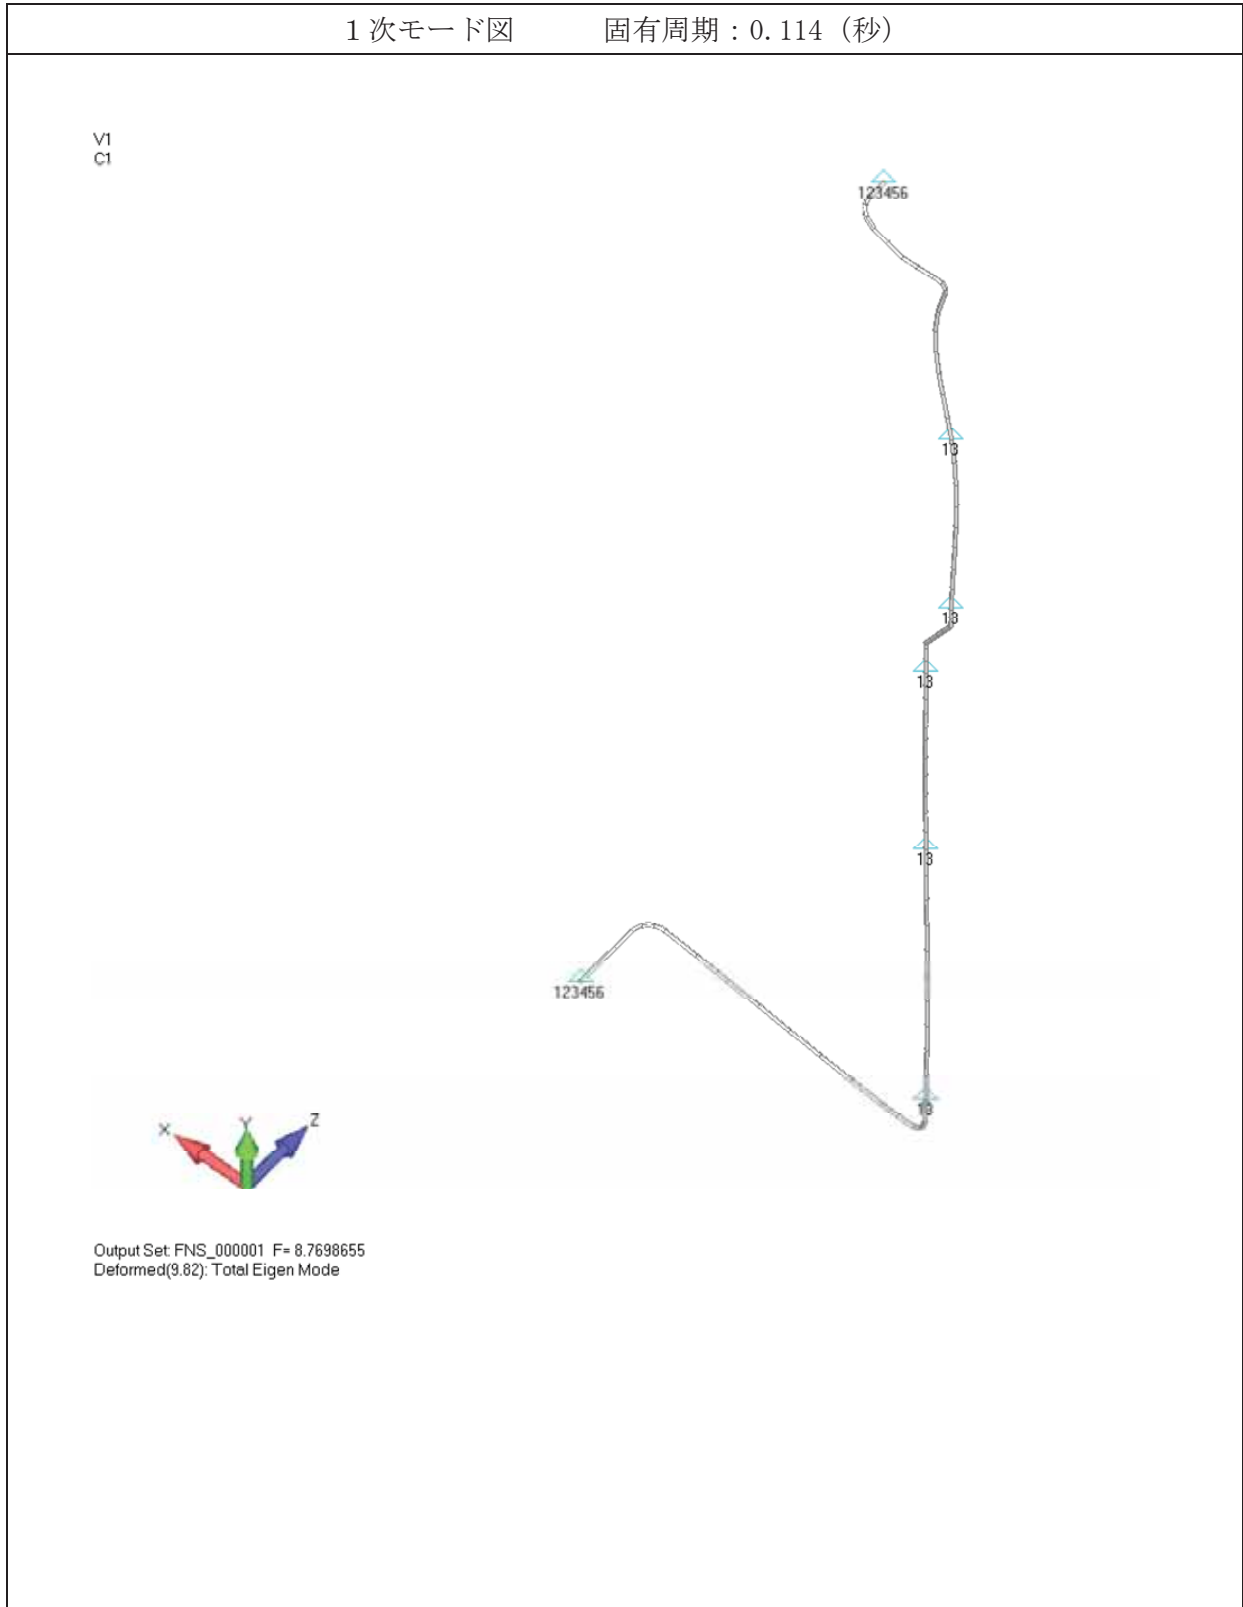 1次モード図 固有周期：0.114（秒）
V1
C1
123456
13
13
13
13
123456
13
X Y Z
Output Set: FNS_000001 F= 8.7698655
Deformed(9.82): Total Eigen Mode